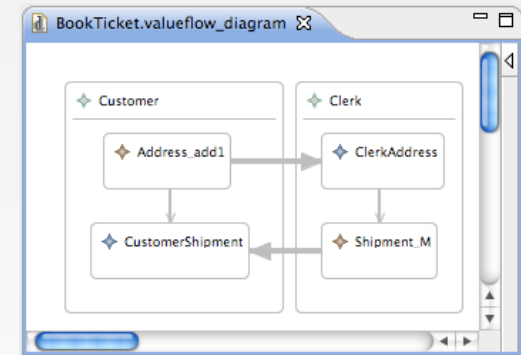 BookTicket.valueflow_diagram
Customer
Clerk
Address_add1
ClerkAddress
CustomerShipment
Shipment_M